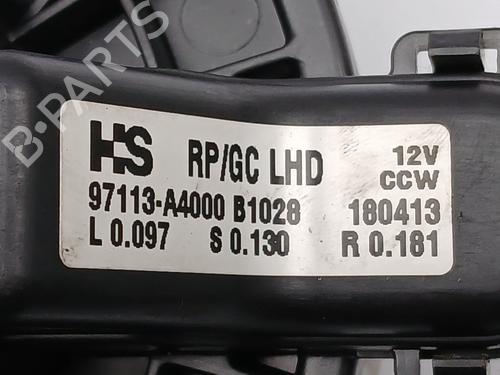 B-PARTS
HS RP/GC LHD 12V
CCW
97113-A4000 B1028 180413
L 0.097 S 0.130 R 0.181